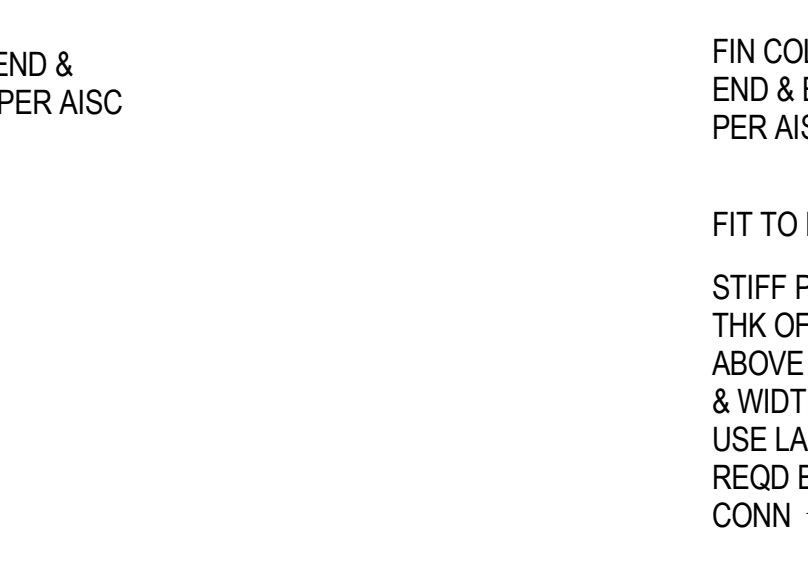 END &
PER AISC
FIN COL
END &
PER AIS
FIT TO
STIFF P
THK OF
ABOVE
& WIDT
USE LA
REQD
CONN